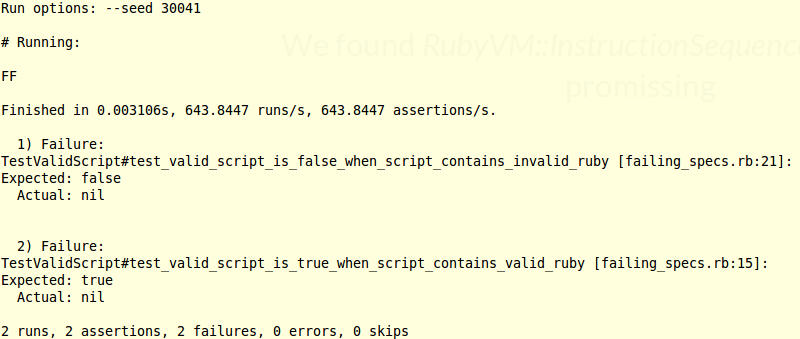 Run options: --seed 30041
We found RubyVM::InstructionSequence
# Running:
promissing
FF
Finished in 0.003106s, 643.8447 runs/s, 643.8447 assertions/s.
1) Failure:
TestValidScript#test_valid_script_is_false_when_script_contains_invalid_ruby [failing_specs.rb:21]:
Expected: false
Actual: nil
2) Failure:
TestValidScript#test_valid_script_is_true_when_script_contains_valid_ruby [failing_specs.rb:15]:
Expected: true
Actual: nil
2 runs, 2 assertions, 2 failures, 0 errors, 0 skips